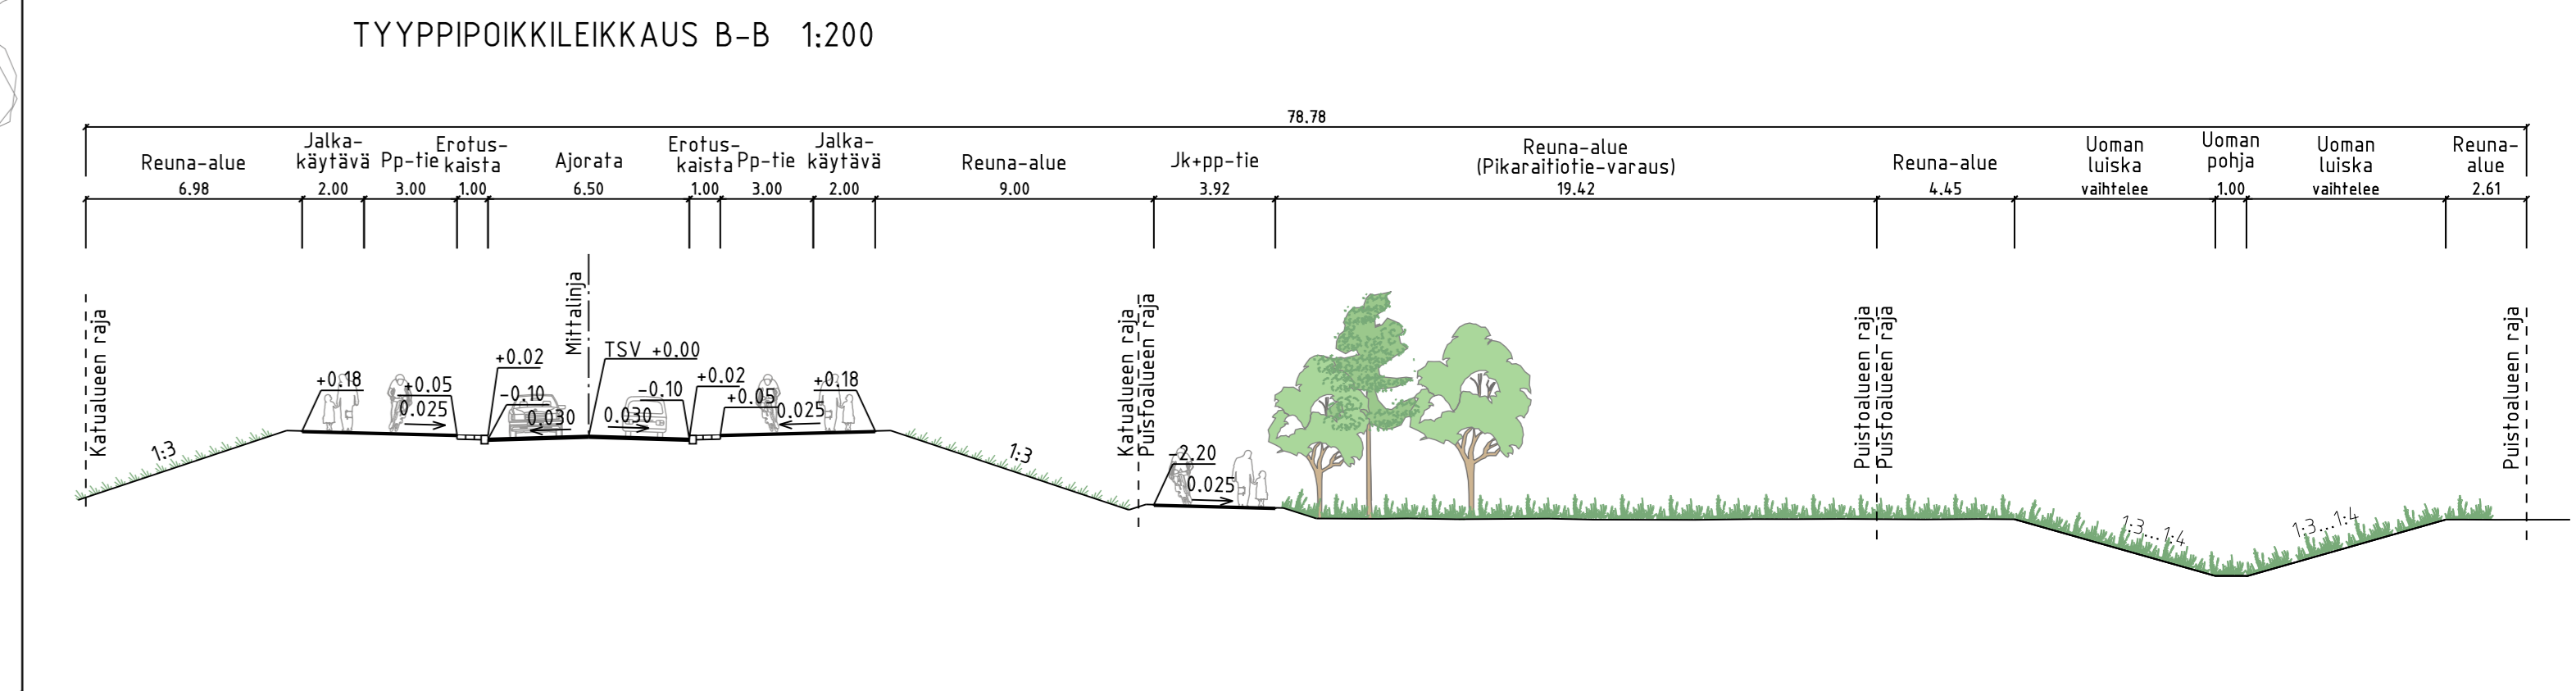 TYYPPIPOIKKILEIKKAUS B-B 1:200
78.78
Reuna-alue
6.98
Jalka-
käytävä
2.00
Pp-tie
3.00
Erotus-
kaista
1.00
Ajorata
6.50
Erotus-
kaista
1.00
Pp-tie
3.00
Jalka-
käytävä
2.00
Reuna-alue
9.00
Jk+pp-tie
3.92
Reuna-alue
(Pikaraitiotie-varaus)
19.42
Reuna-alue
4.45
Uoman
luiska
vaihtelee
Uoman
pohja
1.00
Uoman
luiska
vaihtelee
Reuna-
alue
2.61
Katualueen raja
1:3
+0.18
+0.05
0.025
+0.02
-0.10
0.030
Mittalinja
TSV +0.00
0.030
-0.10
+0.02
+0.05
0.025
+0.18
1:3
Katualueen raja
Puistoalueen raja
-2.20
0.025
Puistoalueen raja
Puistoalueen raja
1:3...1:4
1:3...1:4
Puistoalueen raja